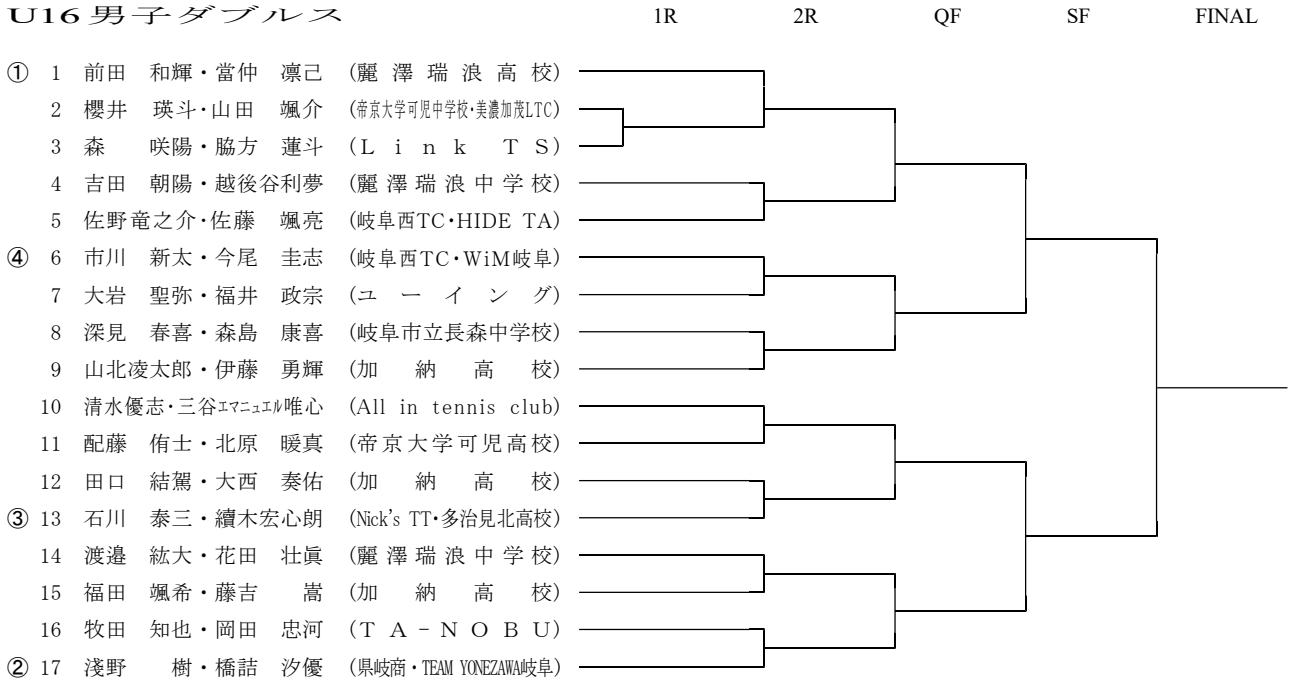 U16男子ダブルス 1R 2R QF SF FINAL
① 1 前田 和輝・當仲 凛己 (麗澤瑞浪高校)
2 櫻井 瑛斗・山田 颯介 (帝京大学可児中学校・美濃加茂LTC)
3 森 咲陽・脇方 蓮斗 (Link TS)
4 吉田 朝陽・越後谷利夢 (麗澤瑞浪中学校)
5 佐野竜之介・佐藤 颯亮 (岐阜西TC・HIDE TA)
④ 6 市川 新太・今尾 圭志 (岐阜西TC・WiM岐阜)
7 大岩 聖弥・福井 政宗 (ユーイング)
8 深見 春喜・森島 康喜 (岐阜市立長森中学校)
9 山北凌太郎・伊藤 勇輝 (加納高校)
10 清水優志・三谷エマニュエル唯心 (All in tennis club)
11 配藤 侑士・北原 暖真 (帝京大学可児高校)
12 田口 結駕・大西 奏佑 (加納高校)
③ 13 石川 泰三・續木宏心朗 (Nick's TT・多治見北高校)
14 渡邉 紘大・花田 壮眞 (麗澤瑞浪中学校)
15 福田 颯希・藤吉 嵩 (加納高校)
16 牧田 知也・岡田 忠河 (TA-NOBU)
② 17 淺野 樹・橋詰 汐優 (県岐商・TEAM YONEZAWA岐阜)